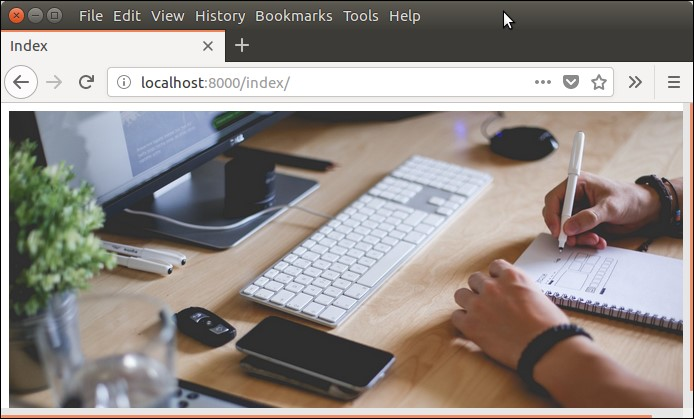 File Edit View History Bookmarks Tools Help
Index
localhost:8000/index/